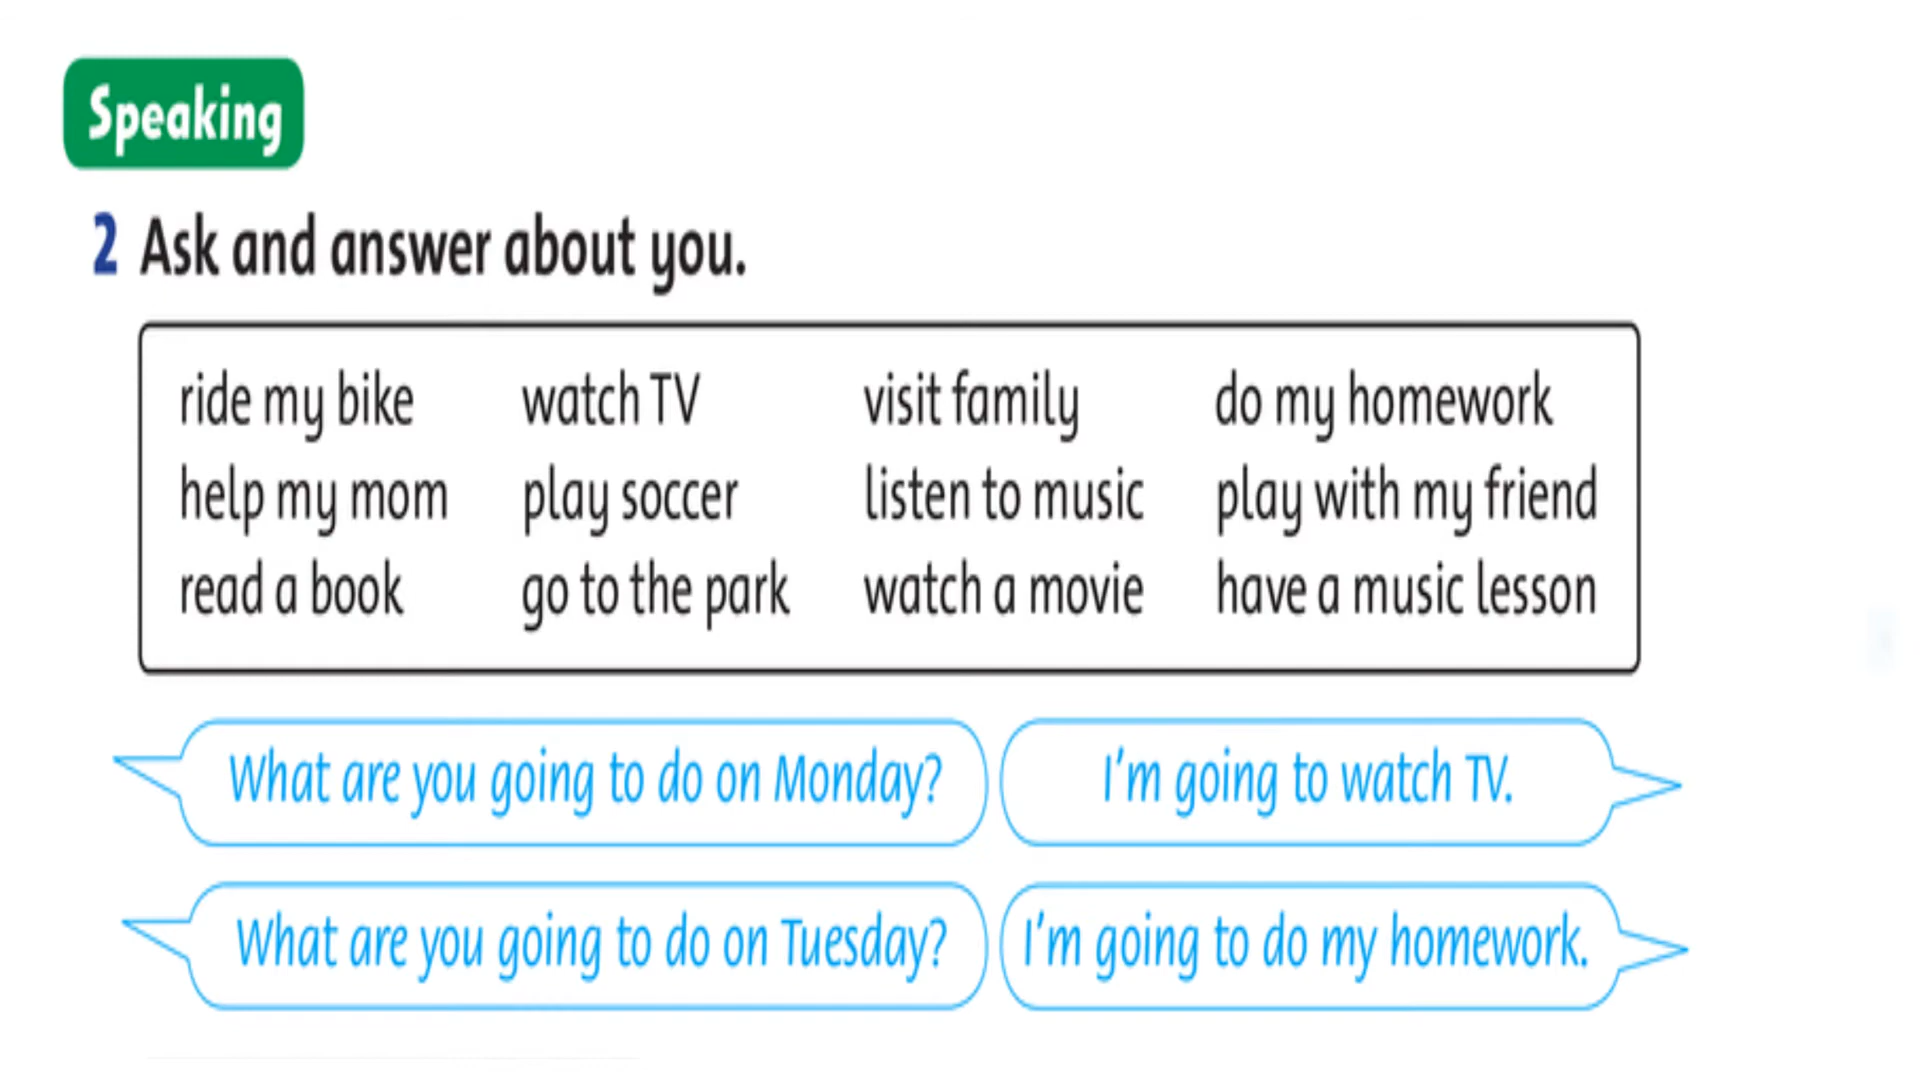 Speaking
2 Ask and answer about you.
ride my bike watch TV visit family do my homework
help my mom play soccer listen to music play with my friend
read a book go to the park watch a movie have a music lesson
What are you going to do on Monday? I'm going to watch TV.
What are you going to do on Tuesday? I'm going to do my homework.